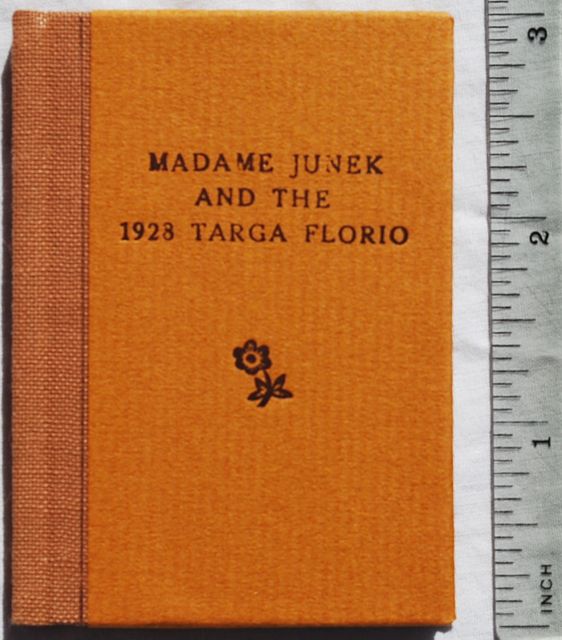 MADAME JUNEK
AND THE
1928 TARGA FLORIO
3
2
1
INCH